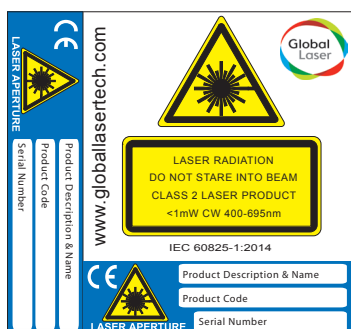 CE
LASER APERTURE
Product Description & Name
Product Code
Serial Number
www.globallasertech.com
Global
Laser
LASER RADIATION
DO NOT STARE INTO BEAM
CLASS 2 LASER PRODUCT
<1mW CW 400-695nm
IEC 60825-1:2014
CE
LASER APERTURE
Product Description & Name
Product Code
Serial Number